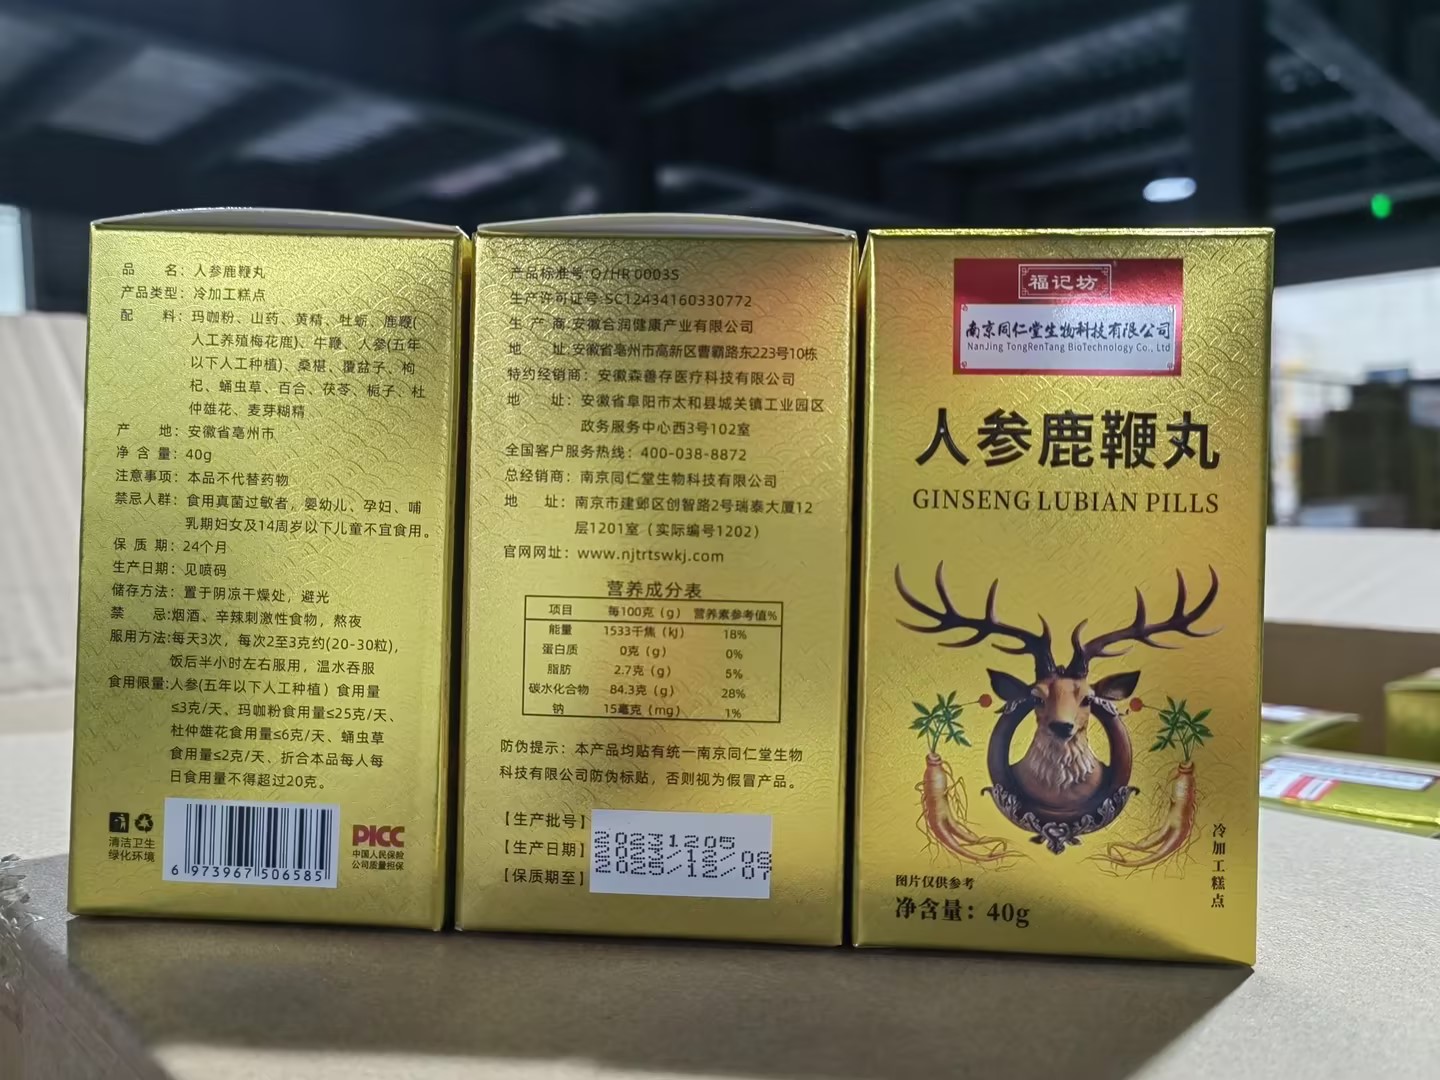 品 名：人参鹿鞭丸
产品类型：冷加工糕点
配 料：玛咖粉、山药、黄精、牡蛎、鹿鞭(
人工养殖梅花鹿)、牛鞭、人参(五年
以下人工种植)、桑椹、覆盆子、枸
杞、蛹虫草、百合、茯苓、栀子、杜
仲雄花、麦芽糊精
产 地：安徽省亳州市
净 含 量：40g
注意事项：本品不代替药物
禁忌人群：食用真菌过敏者，婴幼儿、孕妇、哺
乳期妇女及14周岁以下儿童不宜食用。
保 质 期：24个月
生产日期：见喷码
储存方法：置于阴凉干燥处，避光
禁 忌:烟酒、辛辣刺激性食物，熬夜
服用方法:每天3次，每次2至3克约(20-30粒)，
饭后半小时左右服用，温水吞服
食用限量:人参(五年以下人工种植）食用量
≤3克/天、玛咖粉食用量≤25克/天、
杜仲雄花食用量≤6克/天、蛹虫草
食用量≤2克/天、折合本品每人每
日食用量不得超过20克。
清洁卫生
绿化环境
6 973967 506585
PICC
中国人民保险
公司质量担保
产品标准号:Q/HR 0003S
生产许可证号:SC12434160330772
生 产 商:安徽合润健康产业有限公司
地 址:安徽省亳州市高新区曹霸路东223号10栋
特约经销商：安徽森善存医疗科技有限公司
地 址：安徽省阜阳市太和县城关镇工业园区
政务服务中心西3号102室
全国客户服务热线：400-038-8872
总经销商：南京同仁堂生物科技有限公司
地 址：南京市建邺区创智路2号瑞泰大厦12
层1201室（实际编号1202）
官网网址：www.njtrtswkj.com
营养成分表
项目 每100克（g） 营养素参考值%
能量 1533千焦（kj） 18%
蛋白质 0克（g） 0%
脂肪 2.7克（g） 5%
碳水化合物 84.3克（g） 28%
钠 15毫克（mg） 1%
防伪提示：本产品均贴有统一南京同仁堂生物
科技有限公司防伪标贴，否则视为假冒产品。
【生产批号】 20231205
【生产日期】 2023/12/08
【保质期至】 2025/12/07
福记坊
南京同仁堂生物科技有限公司
NanJing TongRenTang BioTechnology Co., Ltd
人参鹿鞭丸
GINSENG LUBIAN PILLS
冷加工糕点
图片仅供参考
净含量：40g